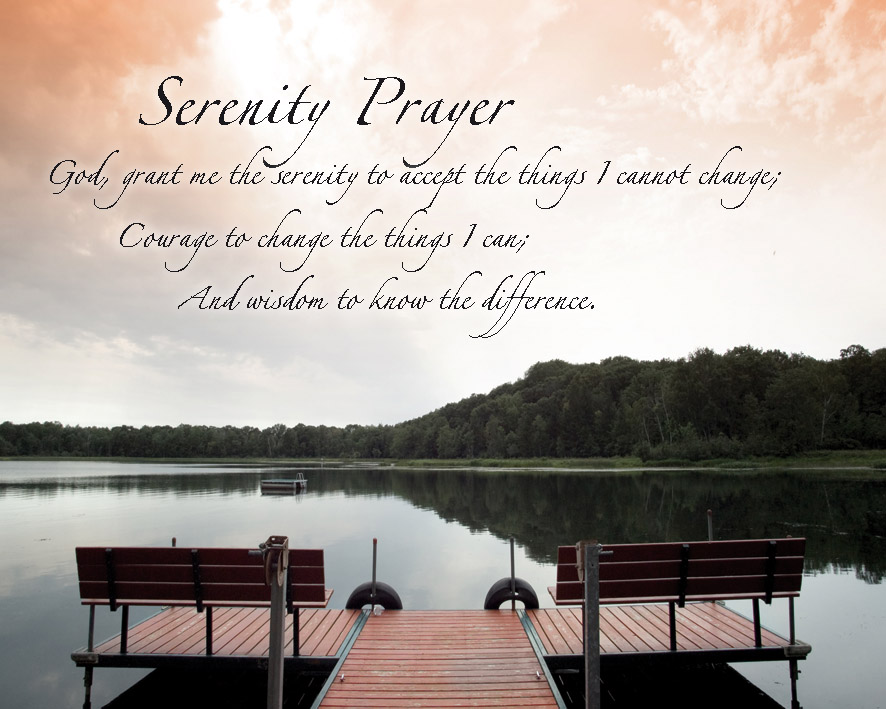 Serenity Prayer
God, grant me the serenity to accept the things I cannot change;
Courage to change the things I can;
And wisdom to know the difference.